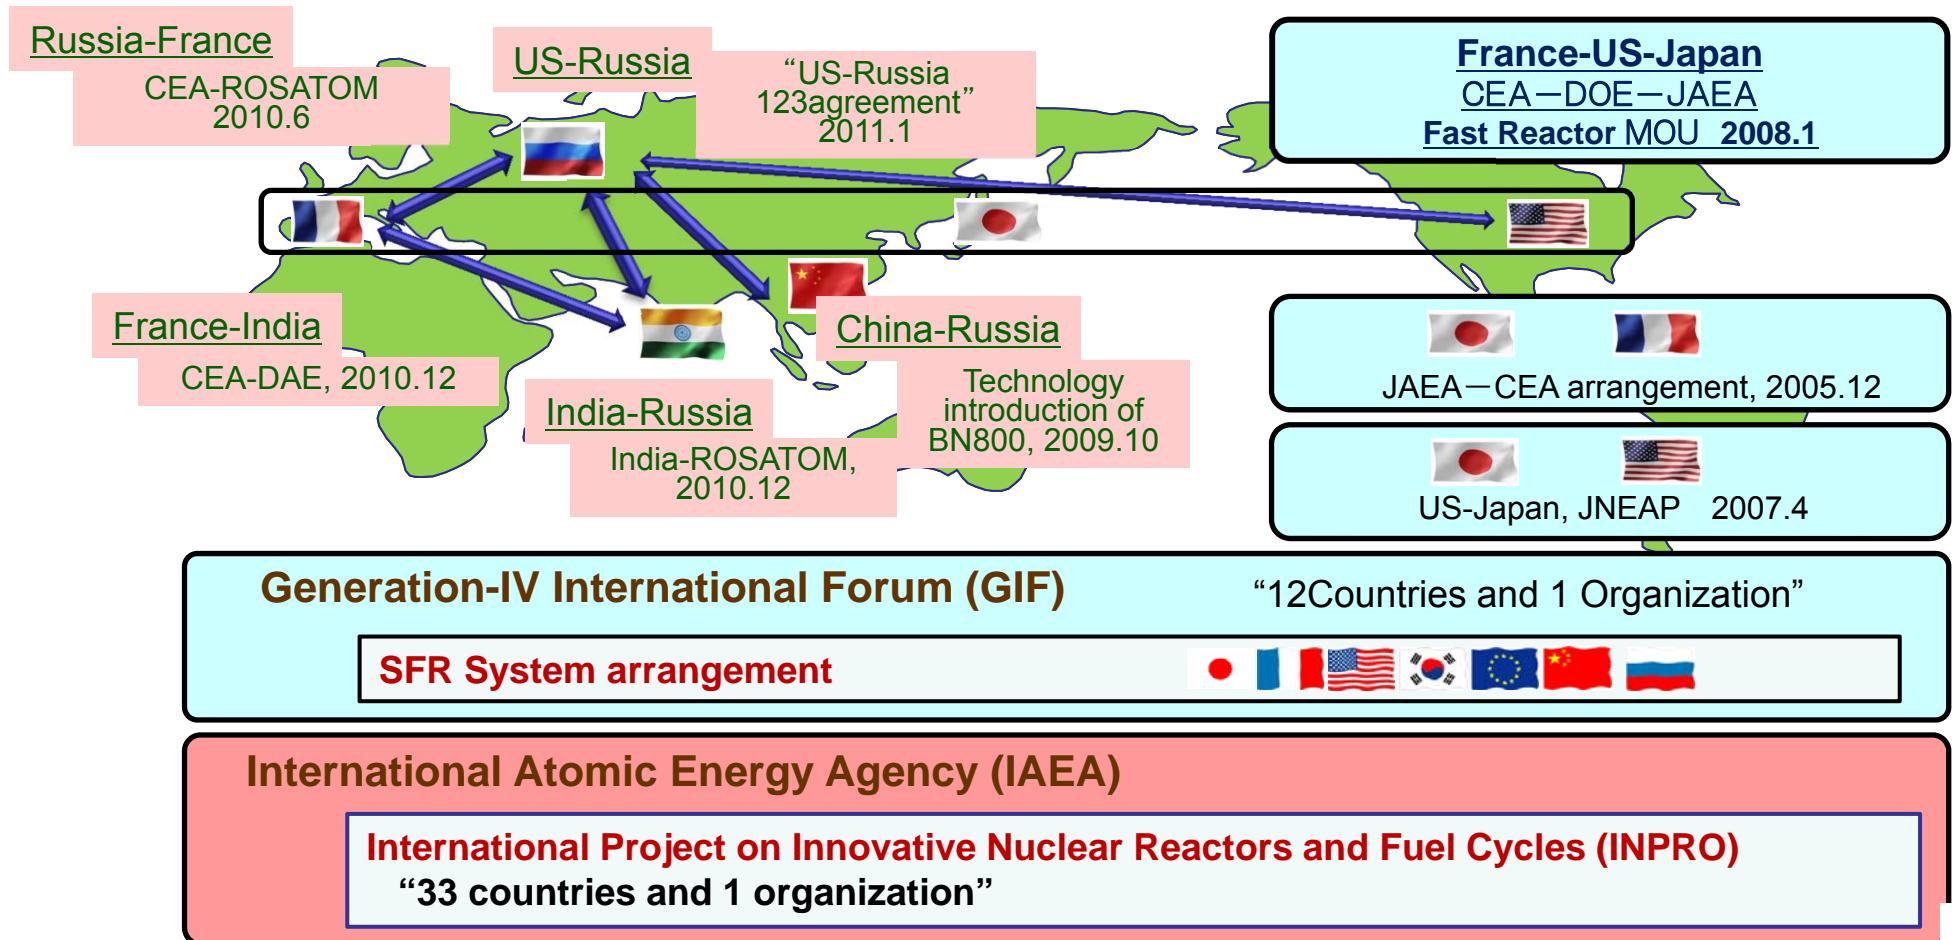 Russia-France
CEA-ROSATOM
2010.6
US-Russia
“US-Russia
123agreement”
2011.1
France-US-Japan
CEA－DOE－JAEA
Fast Reactor MOU 2008.1
France-India
CEA-DAE, 2010.12
India-Russia
India-ROSATOM,
2010.12
China-Russia
Technology
introduction of
BN800, 2009.10
JAEA－CEA arrangement, 2005.12
US-Japan, JNEAP 2007.4
Generation-IV International Forum (GIF)
“12Countries and 1 Organization”
SFR System arrangement
International Atomic Energy Agency (IAEA)
International Project on Innovative Nuclear Reactors and Fuel Cycles (INPRO)
“33 countries and 1 organization”